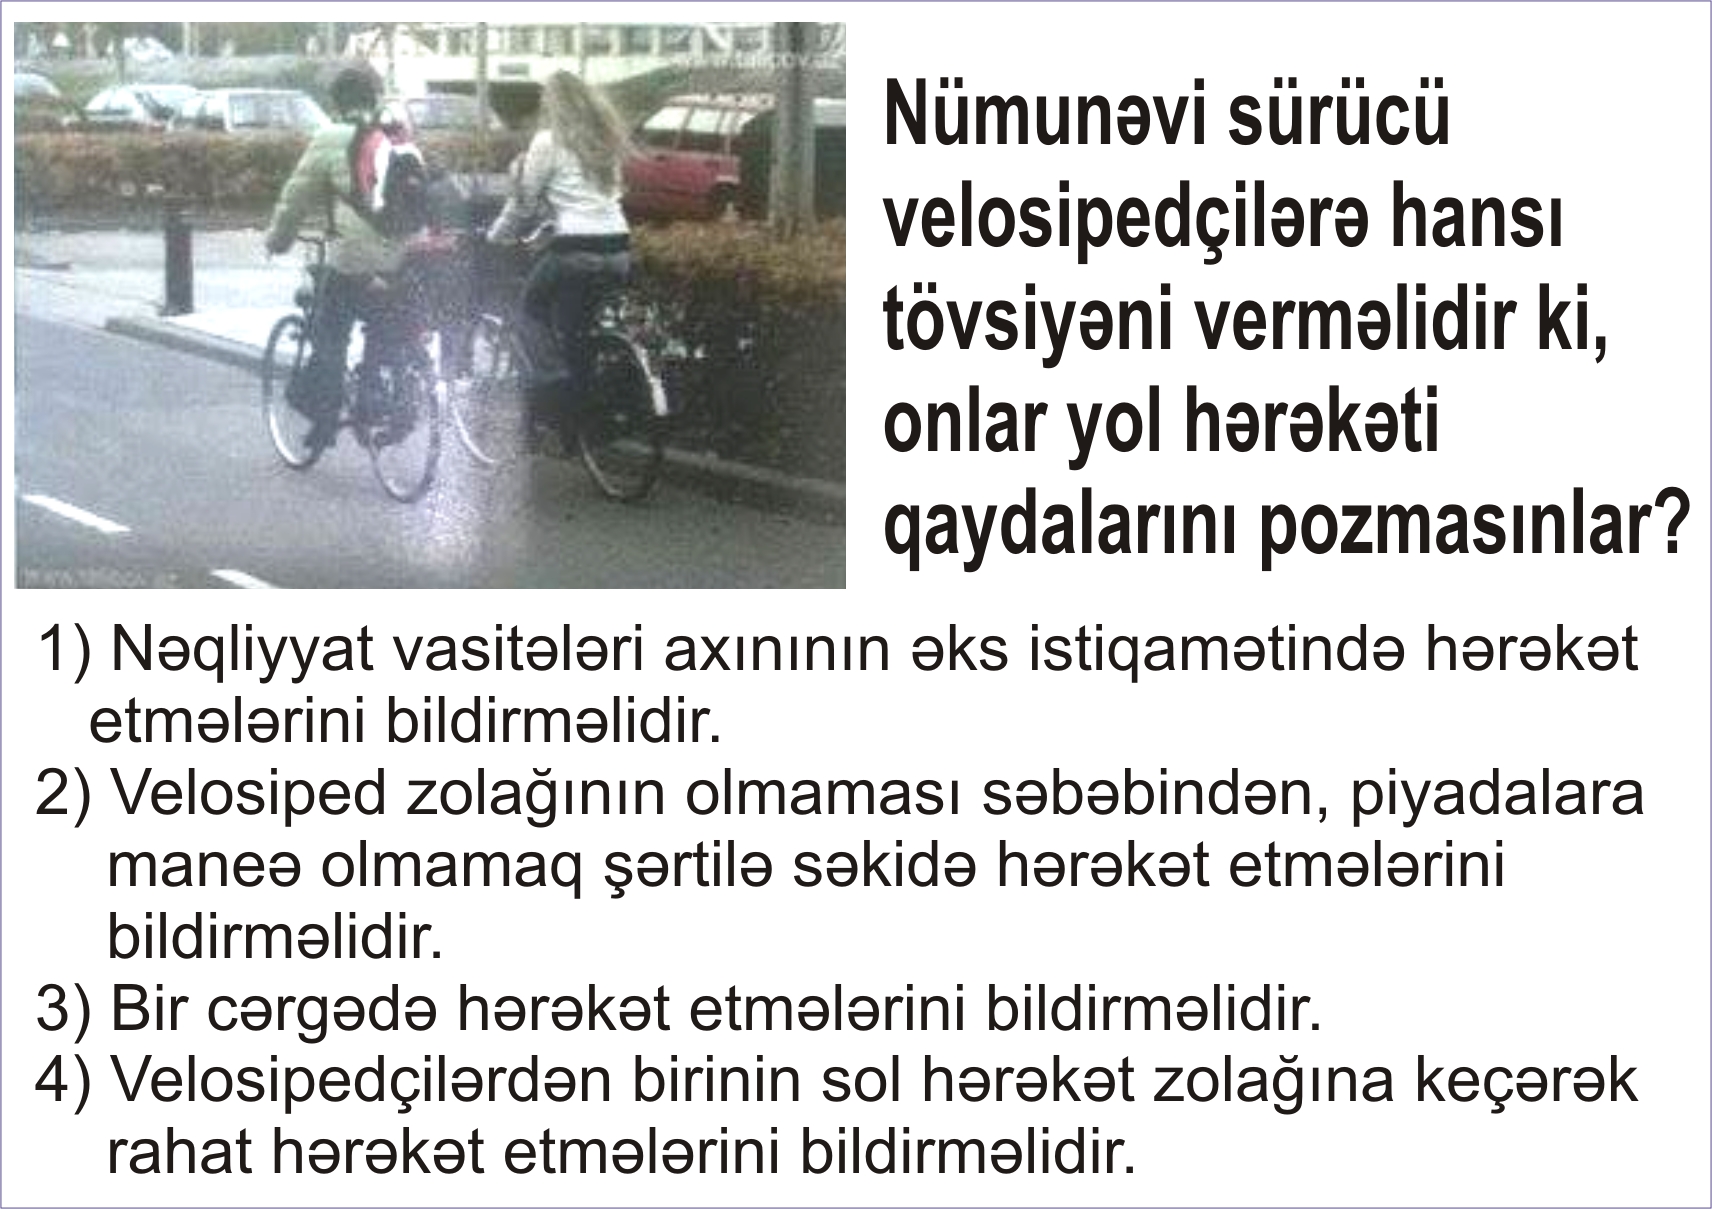 Nümunəvi sürücü
velosipedçilərə hansı
tövsiyəni verməlidir ki,
onlar yol hərəkəti
qaydalarını pozmasınlar?
1) Nəqliyyat vasitələri axınının əks istiqamətində hərəkət
etmələrini bildirməlidir.
2) Velosiped zolağının olmaması səbəbindən, piyadalara
maneə olmamaq şərtilə səkidə hərəkət etmələrini
bildirməlidir.
3) Bir cərgədə hərəkət etmələrini bildirməlidir.
4) Velosipedçilərdən birinin sol hərəkət zolağına keçərək
rahat hərəkət etmələrini bildirməlidir.